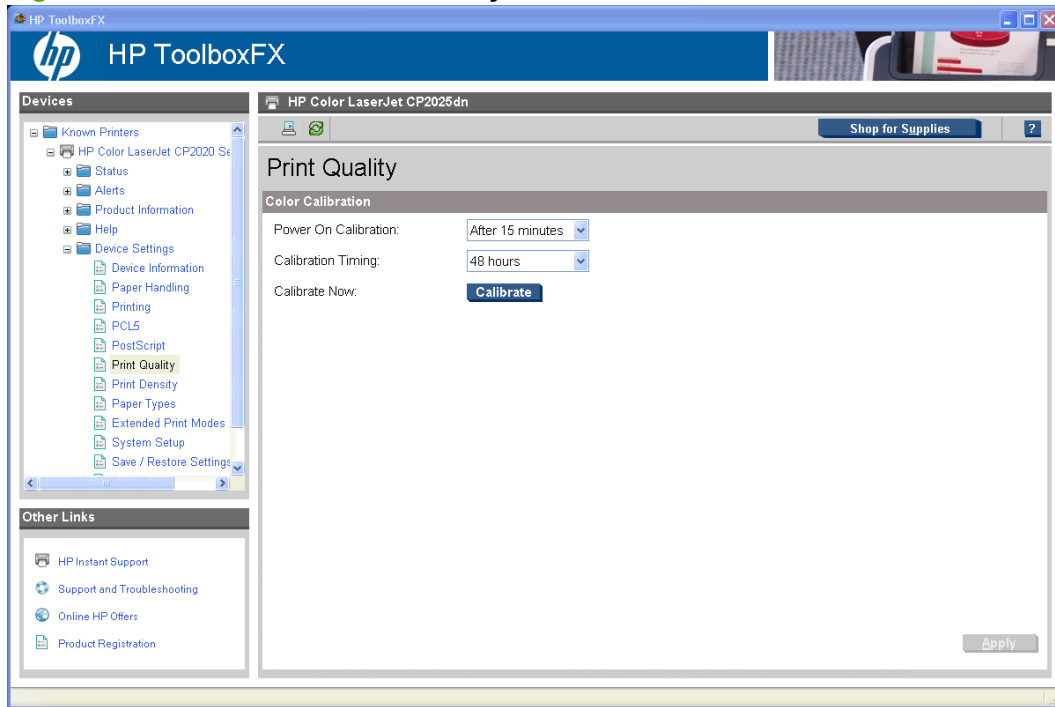 HP ToolboxFX
hp HP ToolboxFX
Devices
Known Printers
HP Color LaserJet CP2020 Se
Status
Alerts
Product Information
Help
Device Settings
Device Information
Paper Handling
Printing
PCL5
PostScript
Print Quality
Print Density
Paper Types
Extended Print Modes
System Setup
Save / Restore Settings
Other Links
HP Instant Support
Support and Troubleshooting
Online HP Offers
Product Registration
HP Color LaserJet CP2025dn
Shop for Supplies ?
Print Quality
Color Calibration
Power On Calibration: After 15 minutes
Calibration Timing: 48 hours
Calibrate Now: Calibrate
Apply